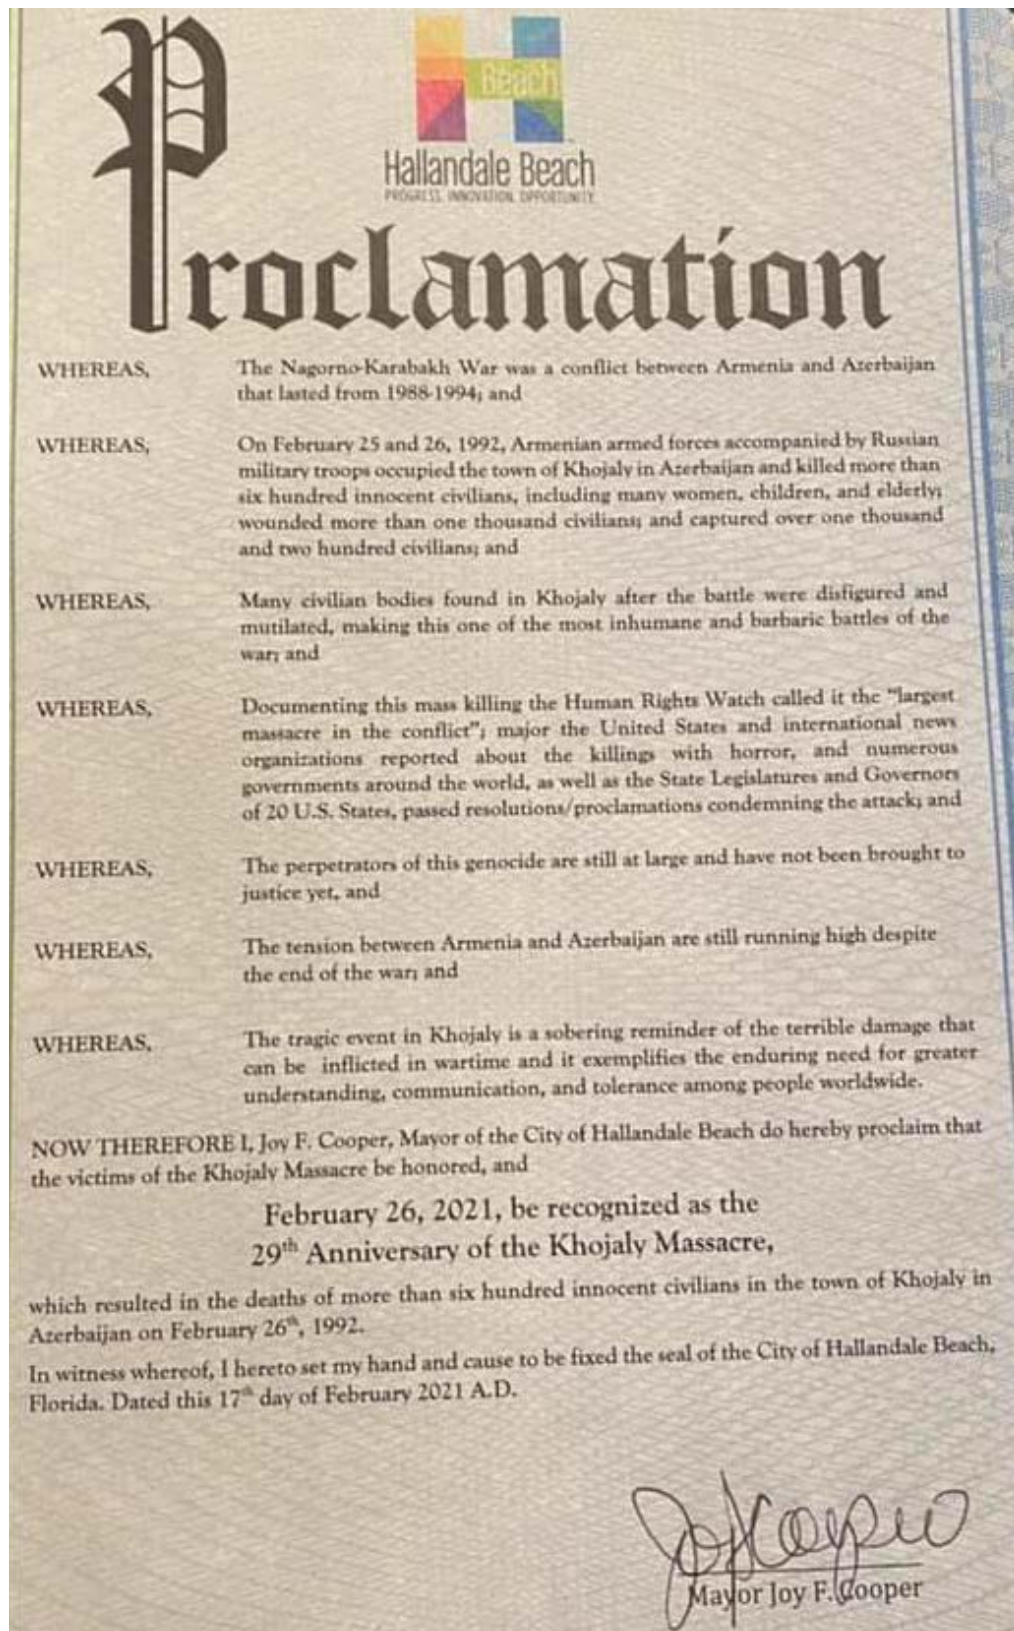 Beach
Hallandale Beach
PROGRESS. INNOVATION. OPPORTUNITY.
Proclamation
WHEREAS, The Nagorno-Karabakh War was a conflict between Armenia and Azerbaijan
that lasted from 1988-1994; and
WHEREAS, On February 25 and 26, 1992, Armenian armed forces accompanied by Russian
military troops occupied the town of Khojaly in Azerbaijan and killed more than
six hundred innocent civilians, including many women, children, and elderly;
wounded more than one thousand civilians; and captured over one thousand
and two hundred civilians; and
WHEREAS, Many civilian bodies found in Khojaly after the battle were disfigured and
mutilated, making this one of the most inhumane and barbaric battles of the
war; and
WHEREAS, Documenting this mass killing the Human Rights Watch called it the "largest
massacre in the conflict"; major the United States and international news
organizations reported about the killings with horror, and numerous
governments around the world, as well as the State Legislatures and Governors
of 20 U.S. States, passed resolutions/proclamations condemning the attack; and
WHEREAS, The perpetrators of this genocide are still at large and have not been brought to
justice yet, and
WHEREAS, The tension between Armenia and Azerbaijan are still running high despite
the end of the war; and
WHEREAS, The tragic event in Khojaly is a sobering reminder of the terrible damage that
can be inflicted in wartime and it exemplifies the enduring need for greater
understanding, communication, and tolerance among people worldwide.
NOW THEREFORE I, Joy F. Cooper, Mayor of the City of Hallandale Beach do hereby proclaim that
the victims of the Khojaly Massacre be honored, and
February 26, 2021, be recognized as the
29th Anniversary of the Khojaly Massacre,
which resulted in the deaths of more than six hundred innocent civilians in the town of Khojaly in
Azerbaijan on February 26th, 1992.
In witness whereof, I hereto set my hand and cause to be fixed the seal of the City of Hallandale Beach,
Florida. Dated this 17th day of February 2021 A.D.
Joy F Cooper
Mayor Joy F. Cooper